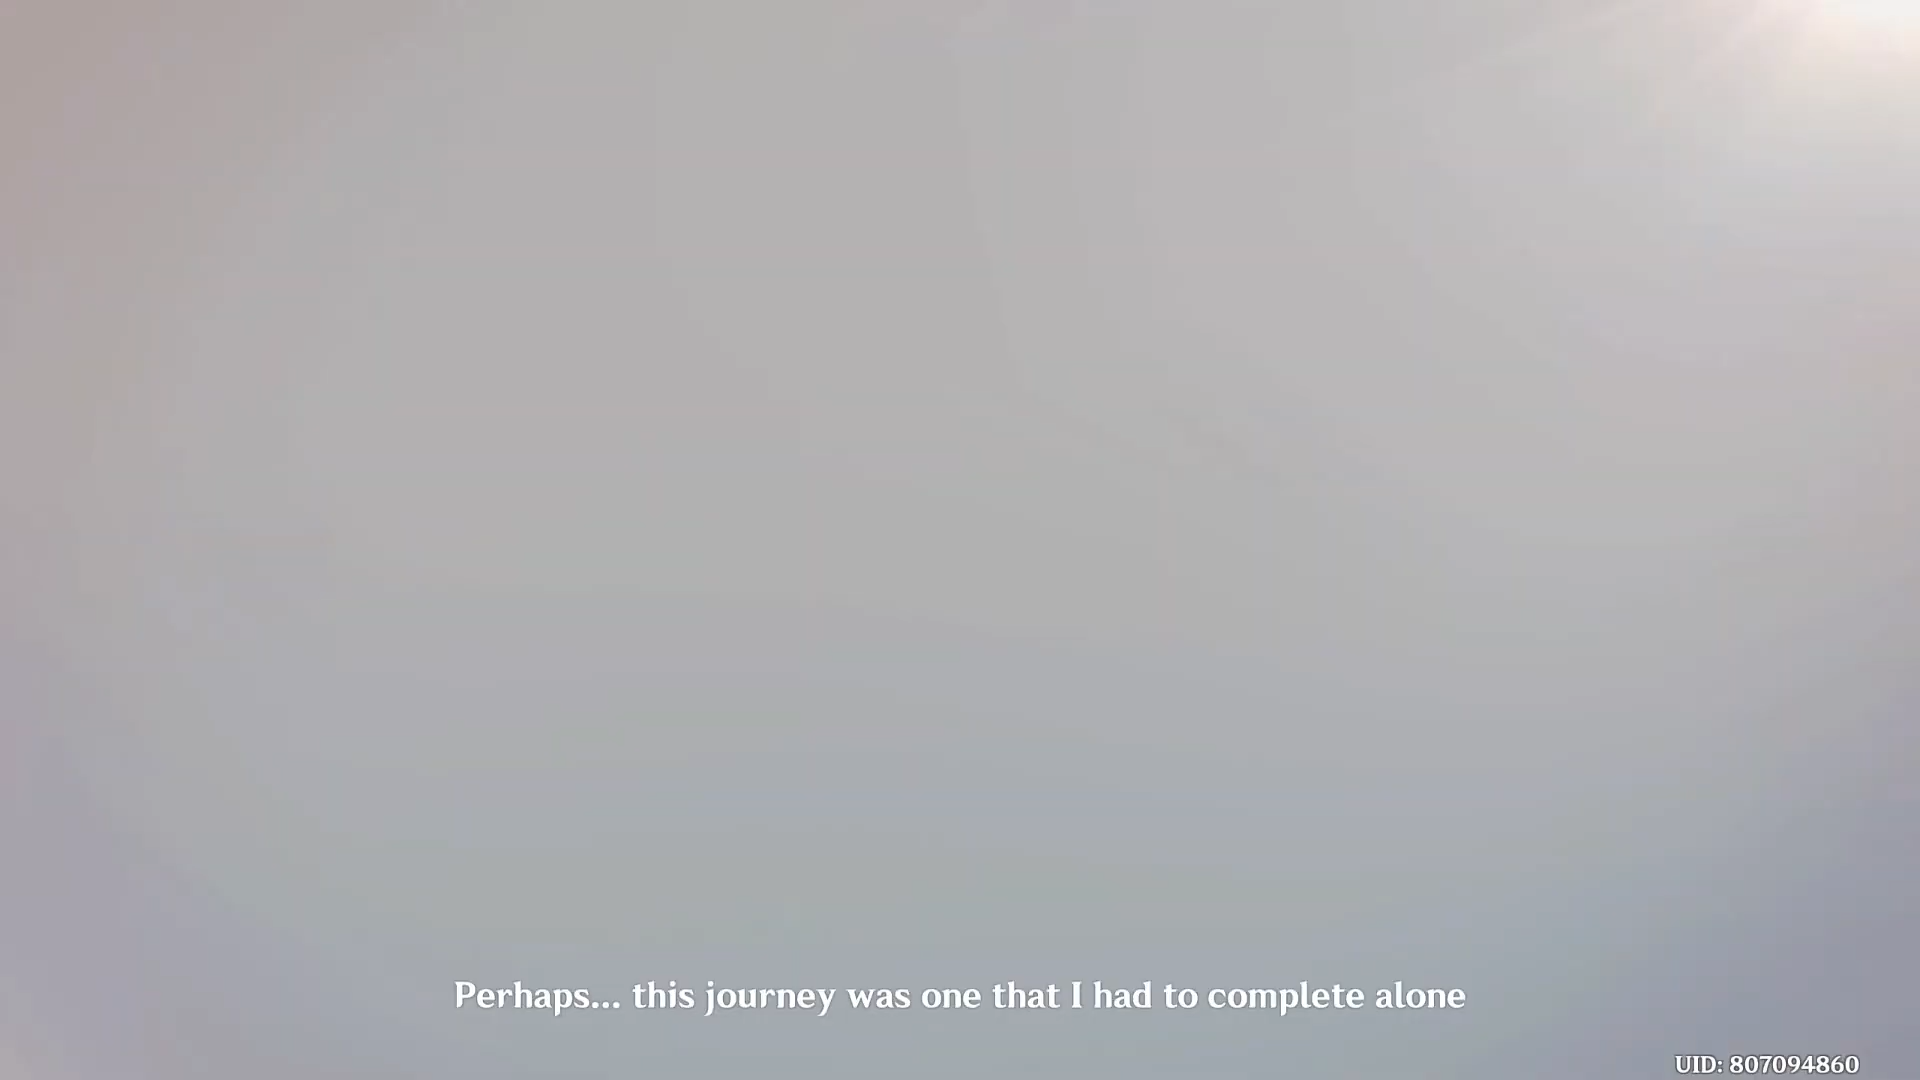 Perhaps... this journey was one that I had to complete alone
UID: 807094860